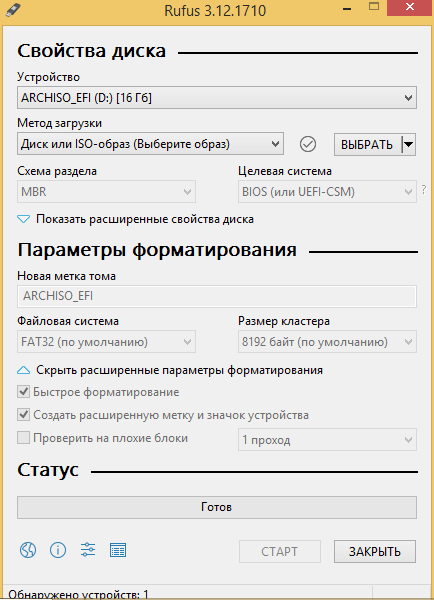 Rufus 3.12.1710
Свойства диска
Устройство
ARCHISO_EFI (D:) [16 Гб]
Метод загрузки
Диск или ISO-образ (Выберите образ)
ВЫБРАТЬ
Схема раздела
Целевая система
MBR
BIOS (или UEFI-CSM)
?
Показать расширенные свойства диска
Параметры форматирования
Новая метка тома
ARCHISO_EFI
Файловая система
Размер кластера
FAT32 (по умолчанию)
8192 байт (по умолчанию)
Скрыть расширенные параметры форматирования
Быстрое форматирование
Создать расширенную метку и значок устройства
Проверить на плохие блоки
1 проход
Статус
Готов
СТАРТ
ЗАКРЫТЬ
Обнаружено устройств: 1